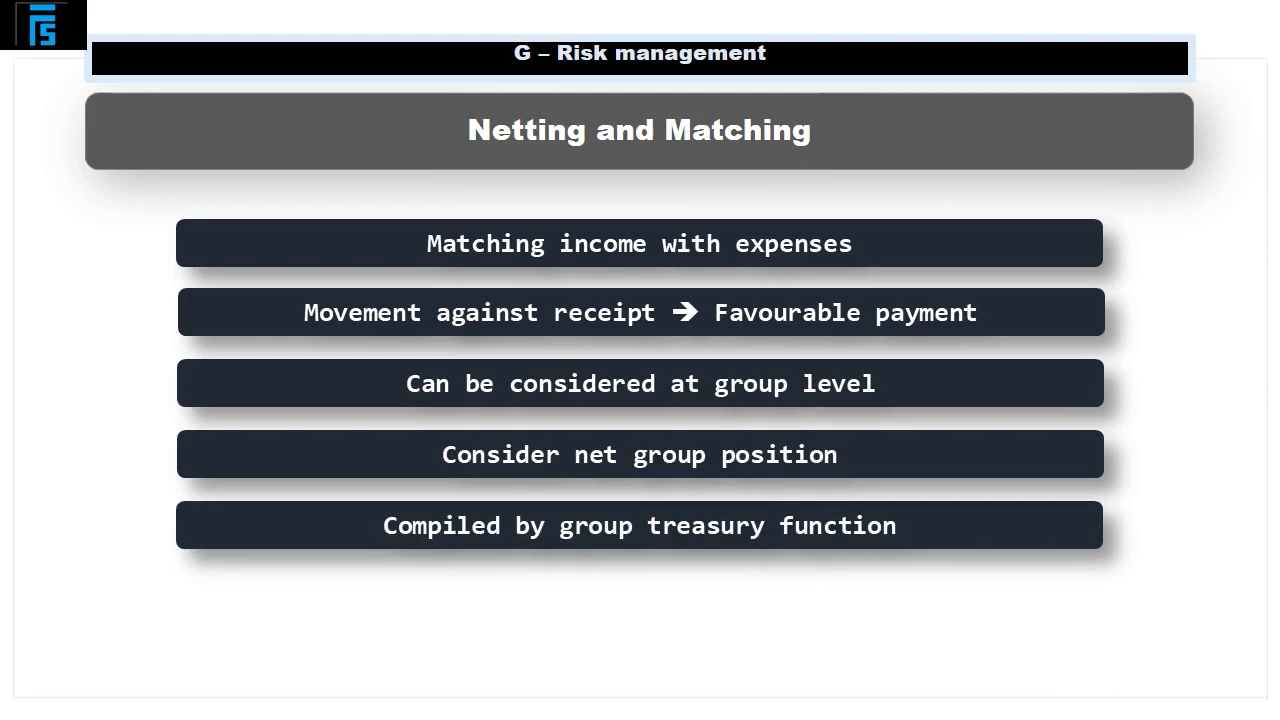 G – Risk management
Netting and Matching
Matching income with expenses
Movement against receipt ➔ Favourable payment
Can be considered at group level
Consider net group position
Compiled by group treasury function